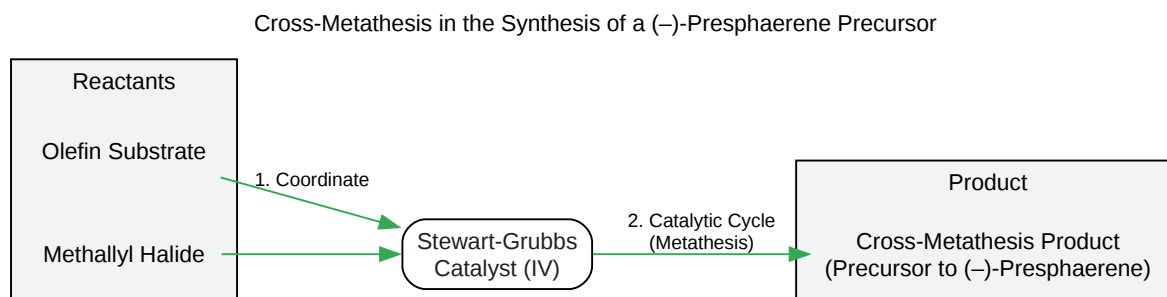 Cross-Metathesis in the Synthesis of a (–)-Presphaerene Precursor
Reactants
Olefin Substrate
1. Coordinate
Methallyl Halide
Stewart-Grubbs
Catalyst (IV)
2. Catalytic Cycle
(Metathesis)
Product
Cross-Metathesis Product
(Precursor to (–)-Presphaerene)